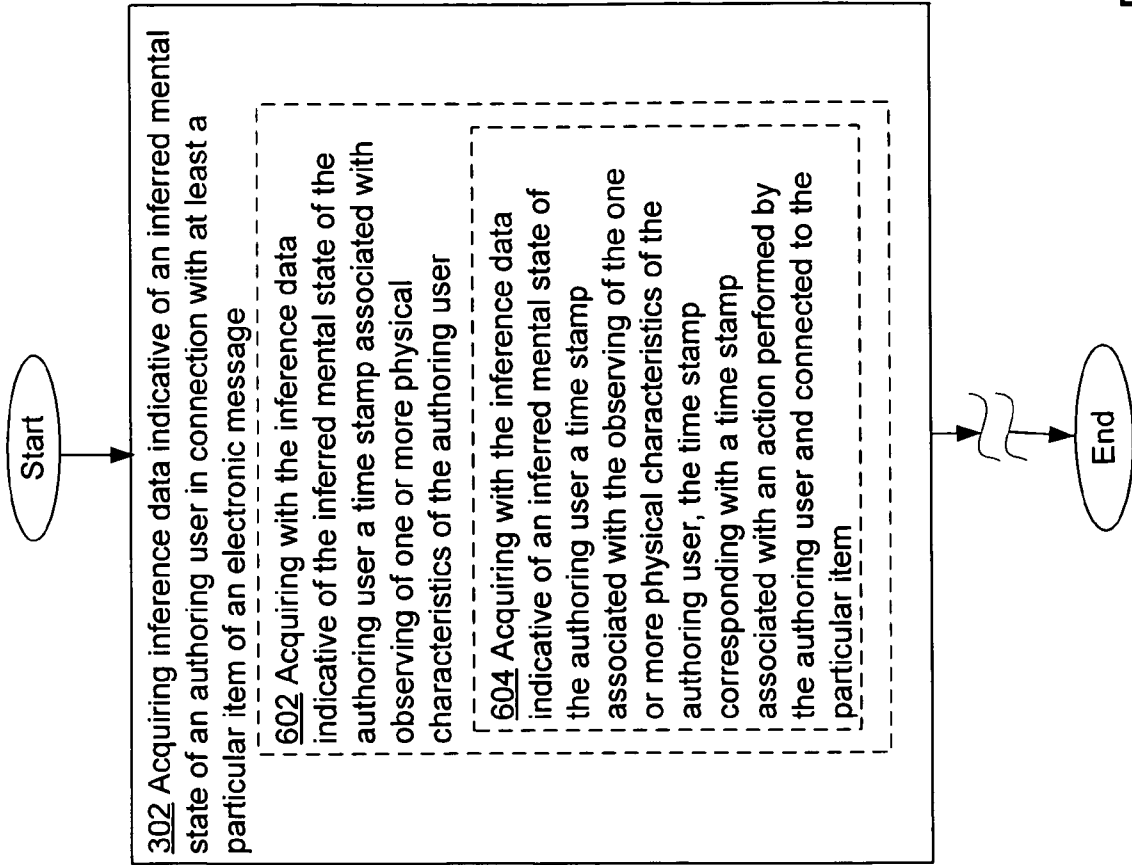 Start
302 Acquiring inference data indicative of an inferred mental
state of an authoring user in connection with at least a
particular item of an electronic message
602 Acquiring with the inference data
indicative of the inferred mental state of the
authoring user a time stamp associated with
observing of one or more physical
characteristics of the authoring user
604 Acquiring with the inference data
indicative of an inferred mental state of
the authoring user a time stamp
associated with the observing of the one
or more physical characteristics of the
authoring user, the time stamp
corresponding with a time stamp
associated with an action performed by
the authoring user and connected to the
particular item
End